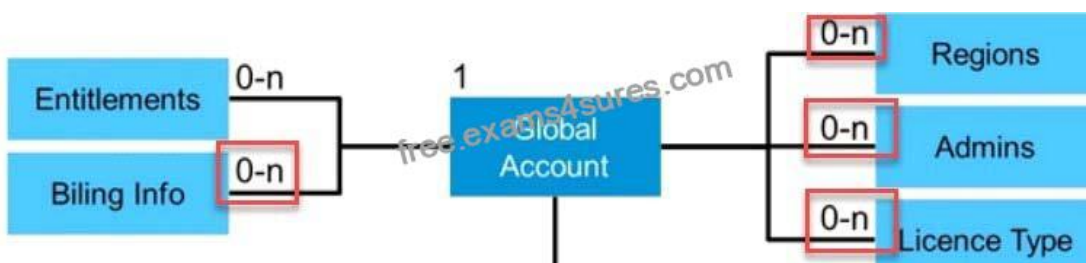 Entitlements
0-n
Biling Info
0-n
1
Global
Account
free.exams4sures.com
0-n
Regions
0-n
Admins
0-n
Licence Type